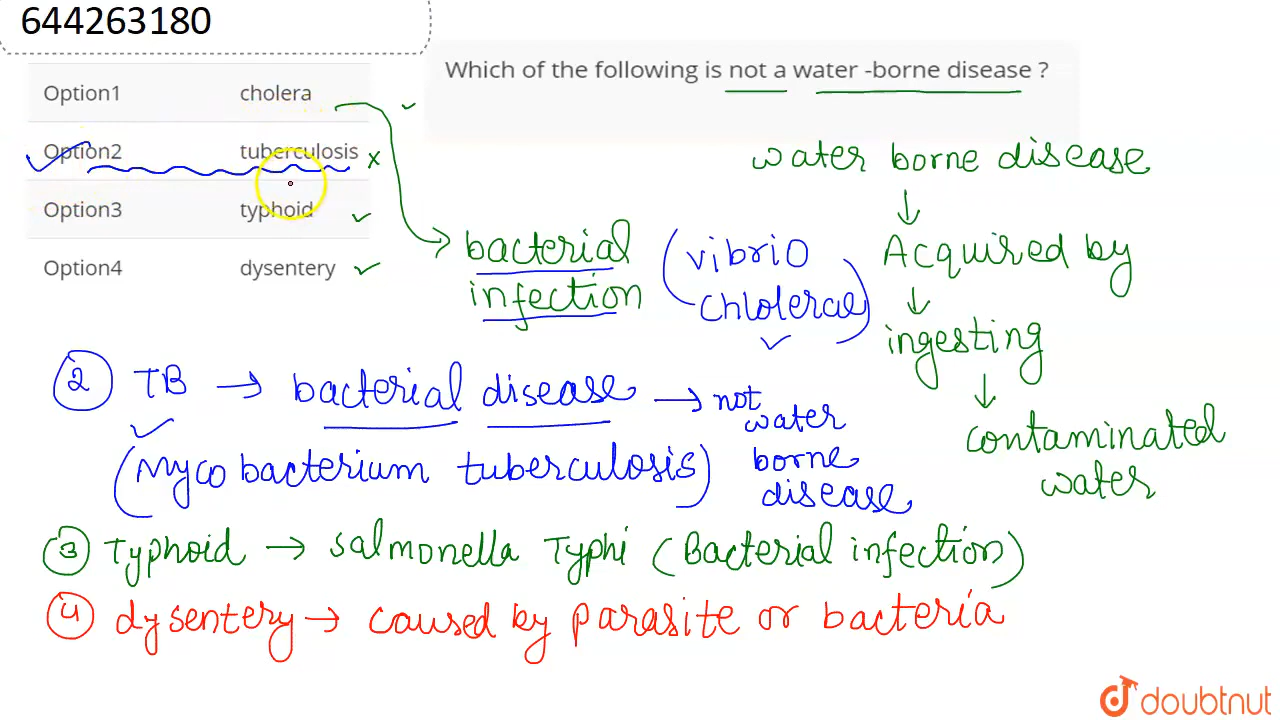 644263180
Which of the following is not a water -borne disease ?
Option1 cholera
Option2 tuberculosis x
Option3 typhoid
Option4 dysentery
water borne disease
Acquired by
ingesting
contaminated
water
bacterial
infection
(vibrio
chlolerae)
2 TB → bacterial disease → not
water
borne
disease
(Myco bacterium tuberculosis)
3 Typhoid → salmonella Typhi (Bacterial infection)
4 dysentery → caused by parasite or bacteria
doubtnut